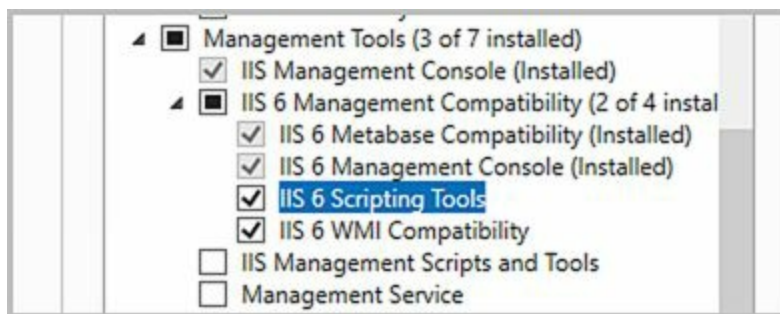 Management Tools (3 of 7 installed)
IIS Management Console (Installed)
IIS 6 Management Compatibility (2 of 4 instal
IIS 6 Metabase Compatibility (Installed)
IIS 6 Management Console (Installed)
IIS 6 Scripting Tools
IIS 6 WMI Compatibility
IIS Management Scripts and Tools
Management Service